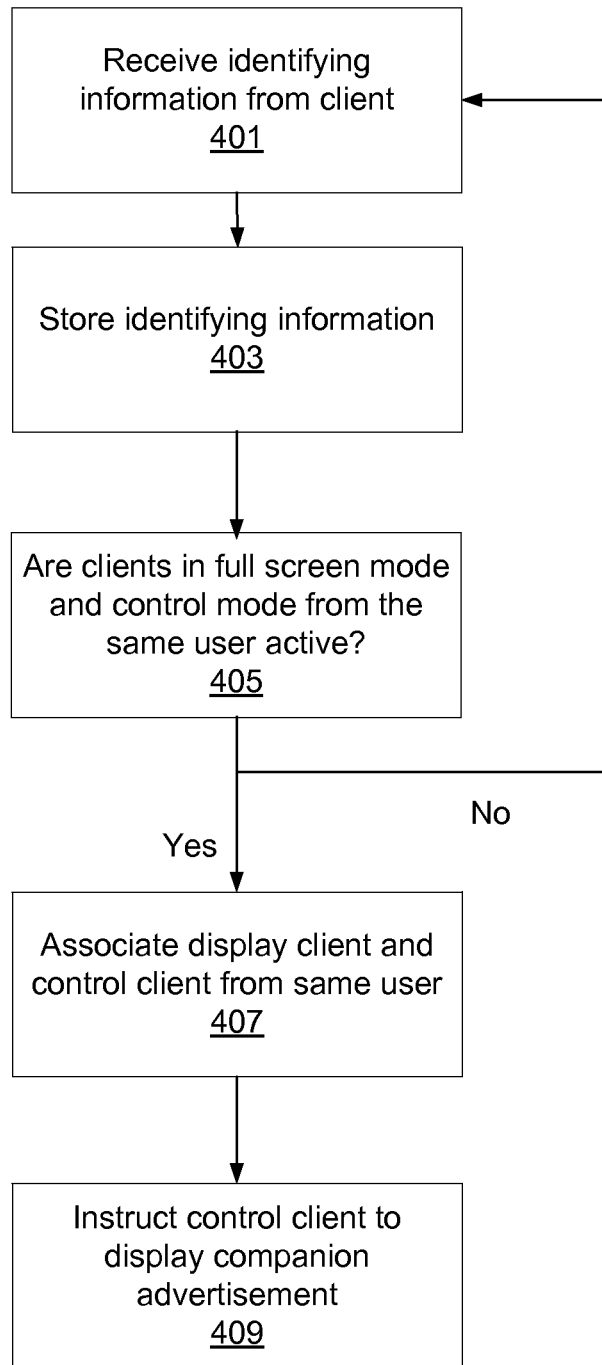 Receive identifying
information from client
401
Store identifying information
403
Are clients in full screen mode
and control mode from the
same user active?
405
No
Yes
Associate display client and
control client from same user
407
Instruct control client to
display companion
advertisement
409